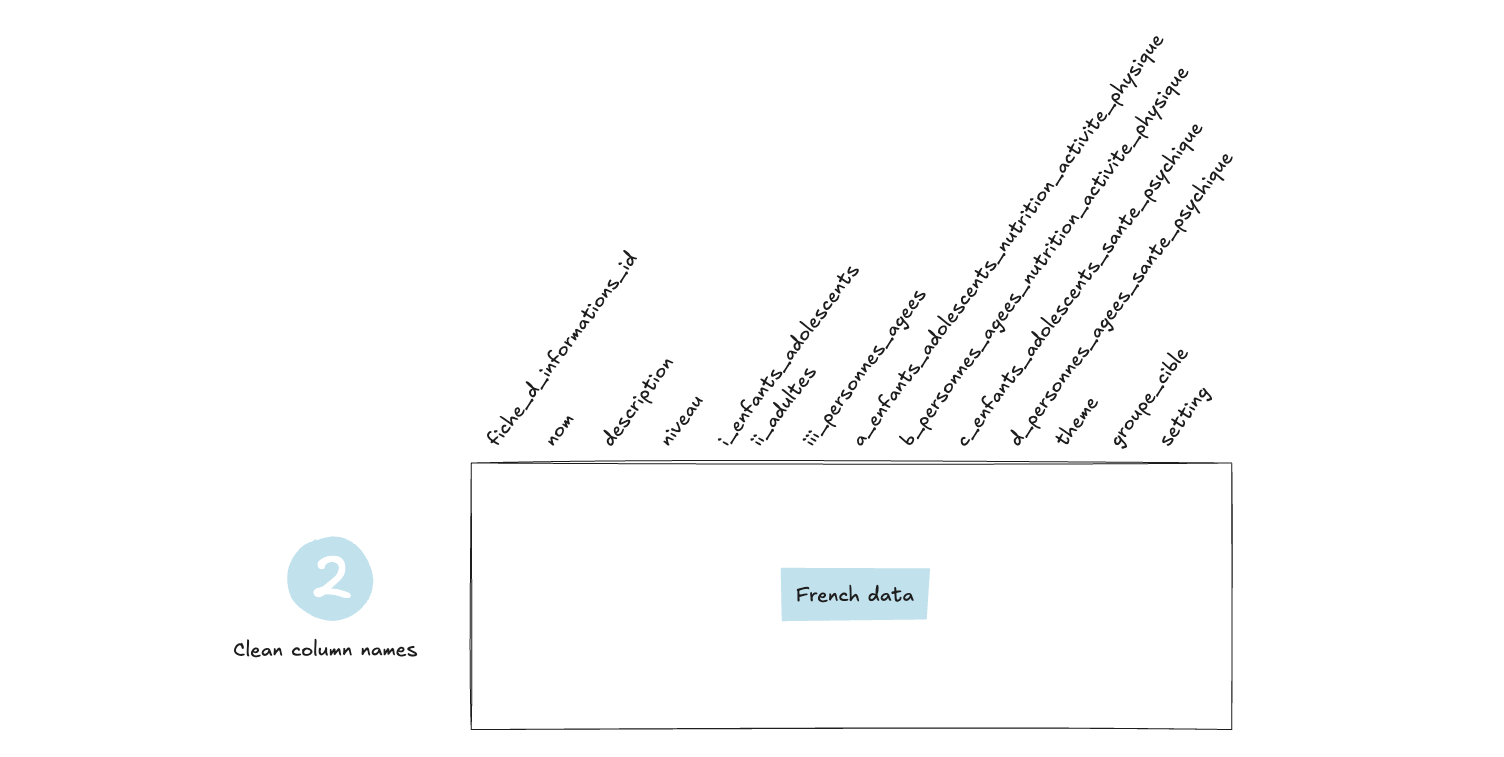 fiche_d_informations_id
nom
description
niveau
i_enfants_adolescents
ii_adultes
iii_personnes_agees
a_enfants_adolescents_nutrition_activite_physique
b_personnes_agees_nutrition_activite_physique
c_enfants_adolescents_sante_psychique
d_personnes_agees_sante_psychique
theme
groupe_cible
setting
2
Clean column names
French data